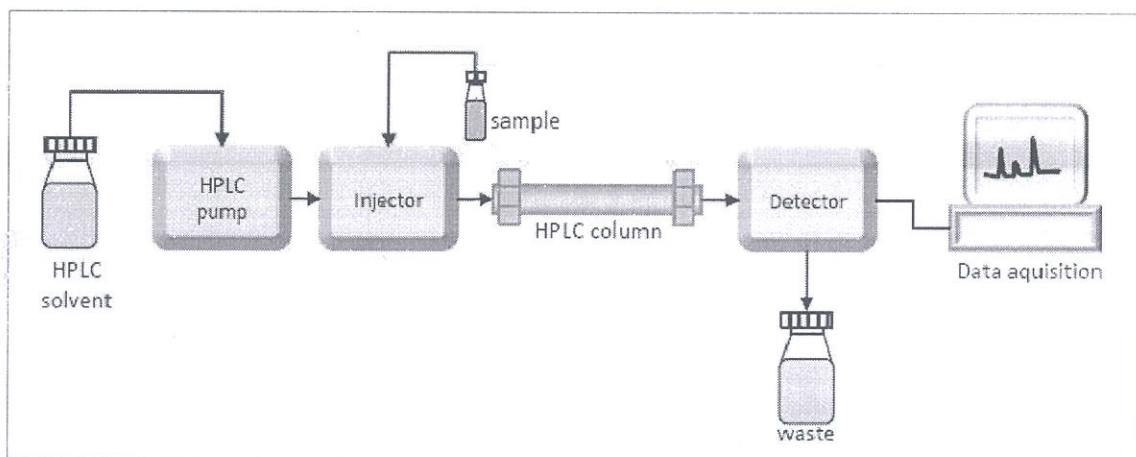 sample
HPLC
pump
Injector
Detector
HPLC column
HPLC
solvent
Data aquisition
waste